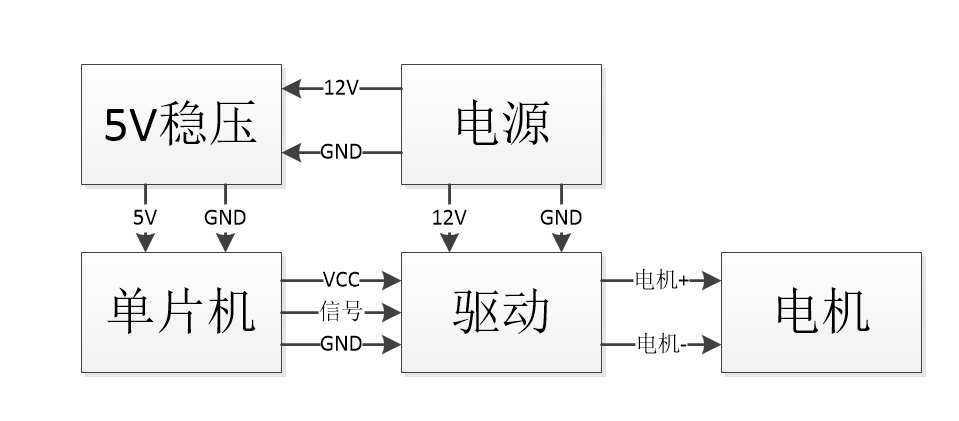 5V稳压
12V
GND
电源
5V
GND
12V
GND
单片机
VCC
信号
GND
驱动
电机+
电机-
电机